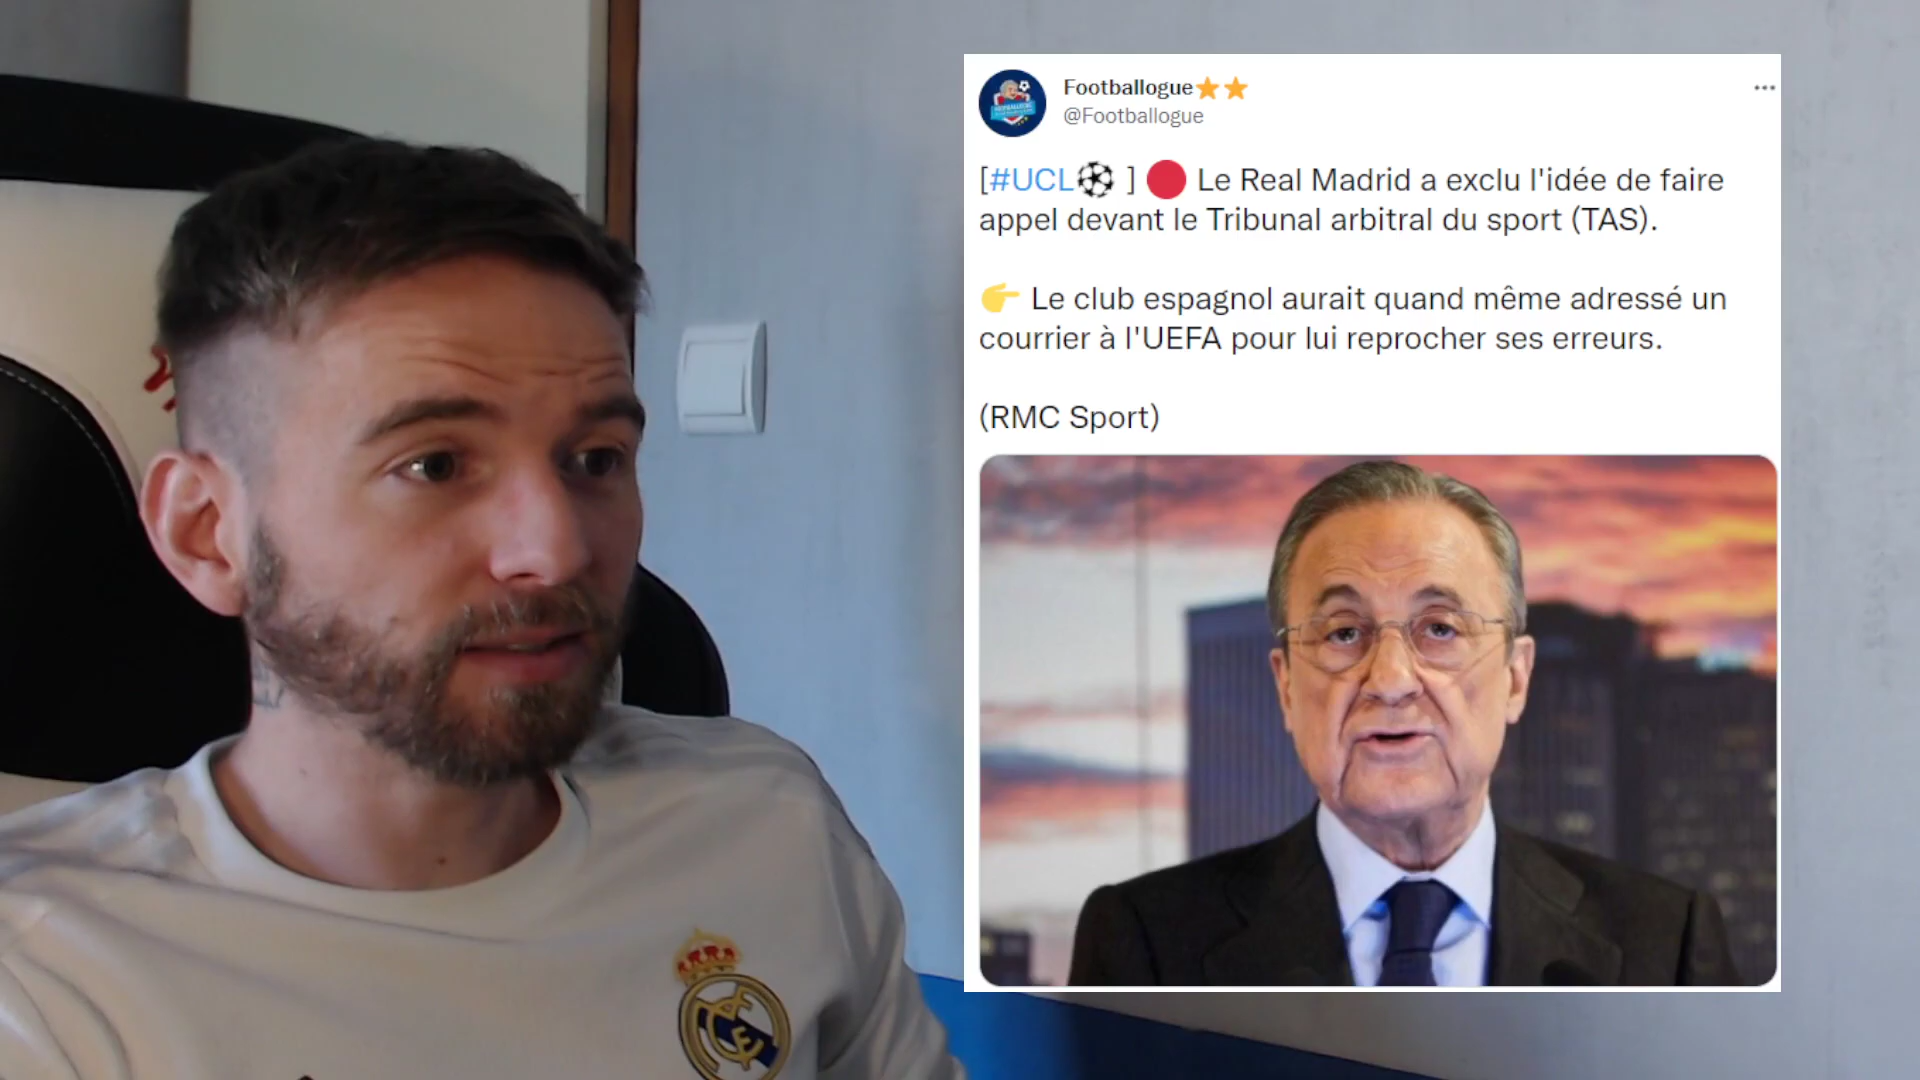 Footballogue⭐⭐
@Footballogue
[#UCL⚽ ] 🔴 Le Real Madrid a exclu l'idée de faire
appel devant le Tribunal arbitral du sport (TAS).
👉 Le club espagnol aurait quand même adressé un
courrier à l'UEFA pour lui reprocher ses erreurs.
(RMC Sport)